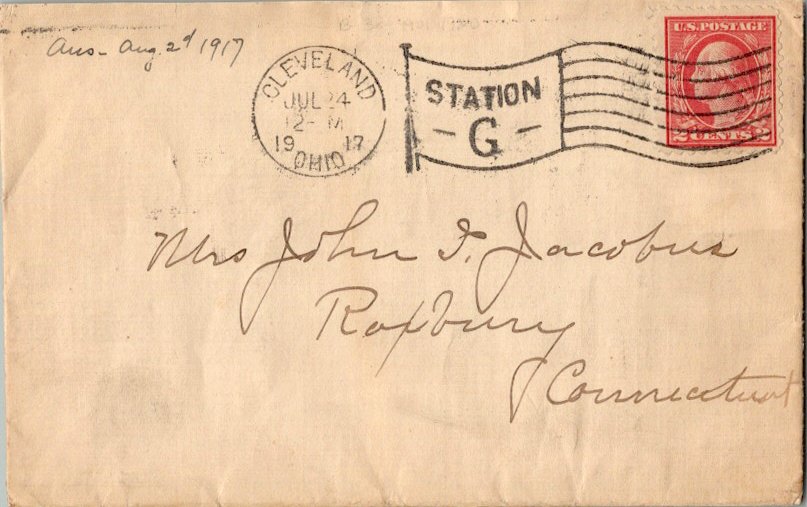 Ans - Aug 2d 1917
CLEVELAND
JUL 24
12- M
19 17
OHIO
STATION
- G -
U.S. POSTAGE
2 CENTS 2
Mrs John F. Jacobus
Roxbury
Connecticut